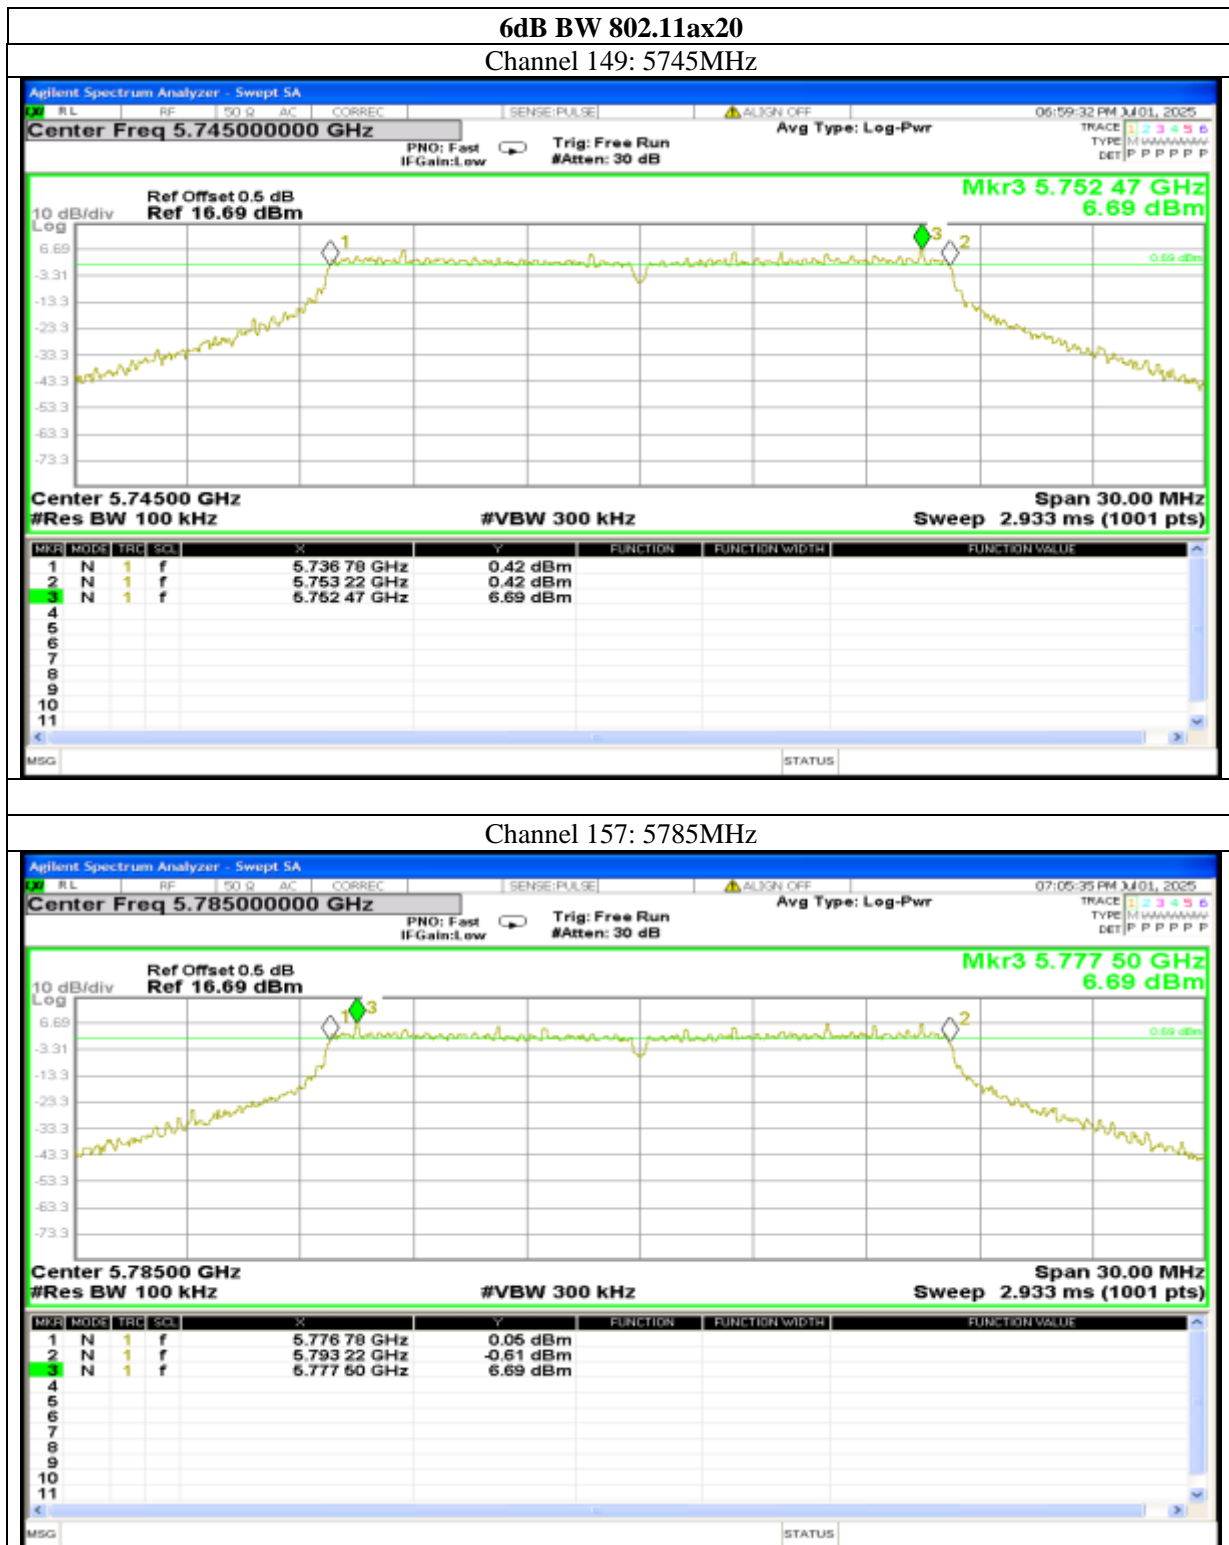 6dB BW 802.11ax20
Channel 149: 5745MHz
Agilent Spectrum Analyzer - Swept SA
RL RF 50 Ω AC CORREC SENSE:PULSE ALIGN OFF 06:59:32 PM Jul 01, 2025
Center Freq 5.745000000 GHz Avg Type: Log-Pwr TRACE 1 2 3 4 5 6
PNO: Fast Trig: Free Run TYPE M
IFGain:Low #Atten: 30 dB DET P P P P P P
Mkr3 5.752 47 GHz
Ref Offset 0.5 dB
10 dB/div Ref 16.69 dBm 6.69 dBm
Log
3 2
1
6.69
0.69 dBm
-3.31
-13.3
-23.3
-33.3
-43.3
-53.3
-63.3
-73.3
Center 5.74500 GHz Span 30.00 MHz
#Res BW 100 kHz #VBW 300 kHz Sweep 2.933 ms (1001 pts)
MKR MODE TRC SCL X Y FUNCTION FUNCTION WIDTH FUNCTION VALUE
1 N 1 f 5.736 78 GHz 0.42 dBm
2 N 1 f 5.753 22 GHz 0.42 dBm
3 N 1 f 5.752 47 GHz 6.69 dBm
4
5
6
7
8
9
10
11
MSG STATUS
Channel 157: 5785MHz
Agilent Spectrum Analyzer - Swept SA
RL RF 50 Ω AC CORREC SENSE:PULSE ALIGN OFF 07:05:35 PM Jul 01, 2025
Center Freq 5.785000000 GHz Avg Type: Log-Pwr TRACE 1 2 3 4 5 6
PNO: Fast Trig: Free Run TYPE M
IFGain:Low #Atten: 30 dB DET P P P P P P
Mkr3 5.777 50 GHz
Ref Offset 0.5 dB
10 dB/div Ref 16.69 dBm 6.69 dBm
Log
1 3 2
6.69
0.69 dBm
-3.31
-13.3
-23.3
-33.3
-43.3
-53.3
-63.3
-73.3
Center 5.78500 GHz Span 30.00 MHz
#Res BW 100 kHz #VBW 300 kHz Sweep 2.933 ms (1001 pts)
MKR MODE TRC SCL X Y FUNCTION FUNCTION WIDTH FUNCTION VALUE
1 N 1 f 5.776 78 GHz 0.05 dBm
2 N 1 f 5.793 22 GHz -0.61 dBm
3 N 1 f 5.777 50 GHz 6.69 dBm
4
5
6
7
8
9
10
11
MSG STATUS